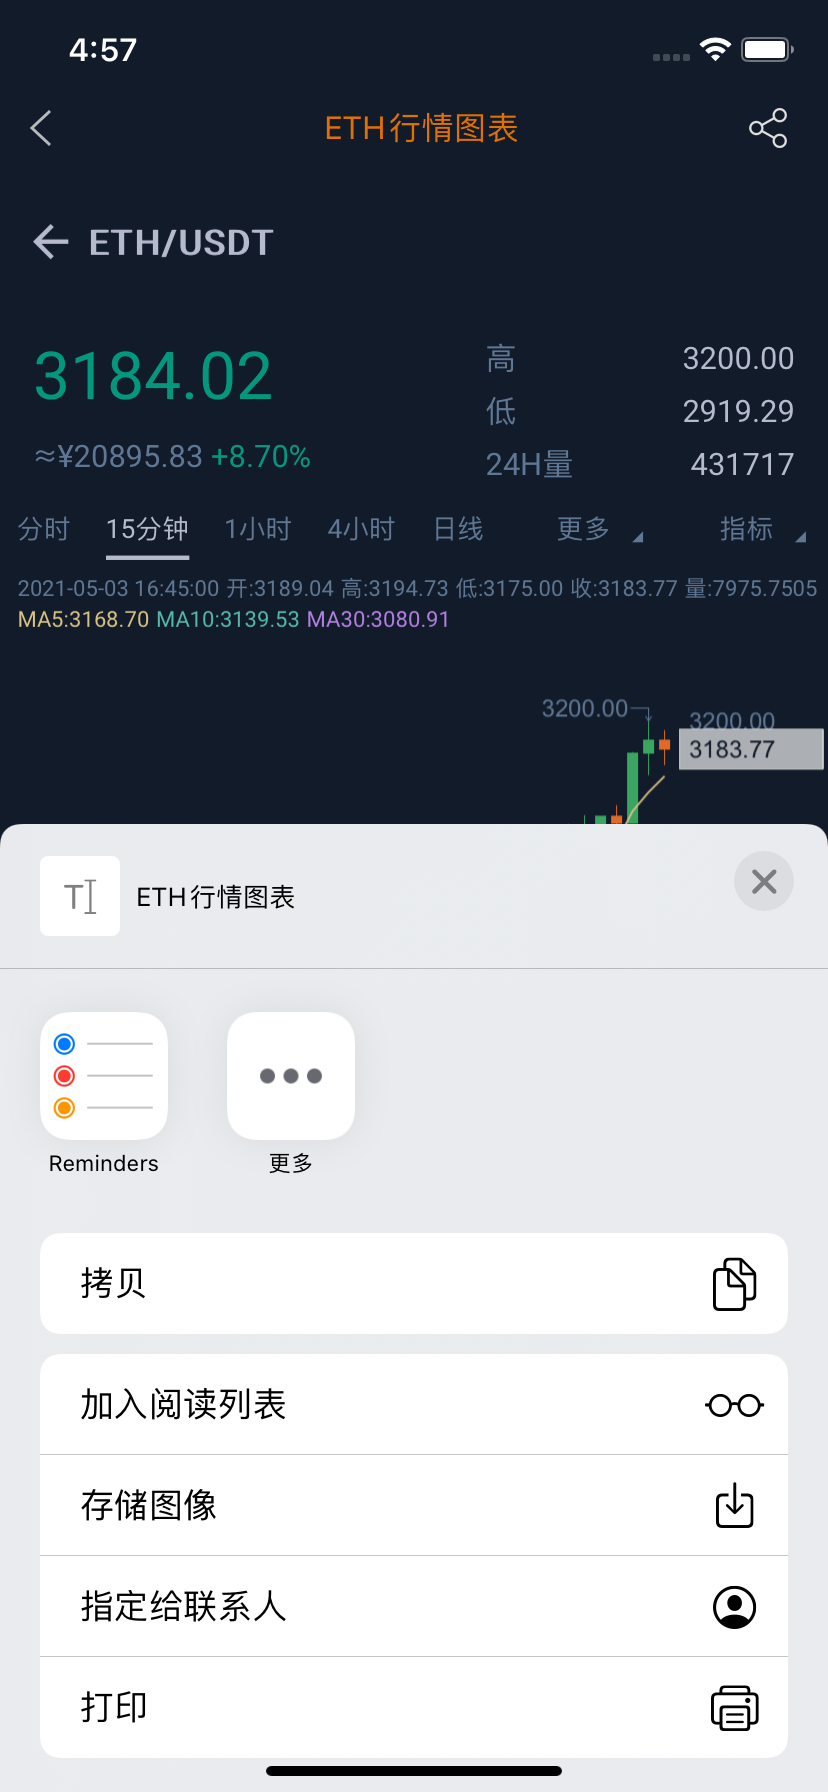 4:57
ETH行情图表
ETH/USDT
3184.02
高 3200.00
低 2919.29
≈¥20895.83 +8.70%
24H量 431717
分时 15分钟 1小时 4小时 日线 更多 指标
2021-05-03 16:45:00 开:3189.04 高:3194.73 低:3175.00 收:3183.77 量:7975.7505
MA5:3168.70 MA10:3139.53 MA30:3080.91
3200.00
3200.00
3183.77
ETH行情图表
Reminders
更多
拷贝
加入阅读列表
存储图像
指定给联系人
打印